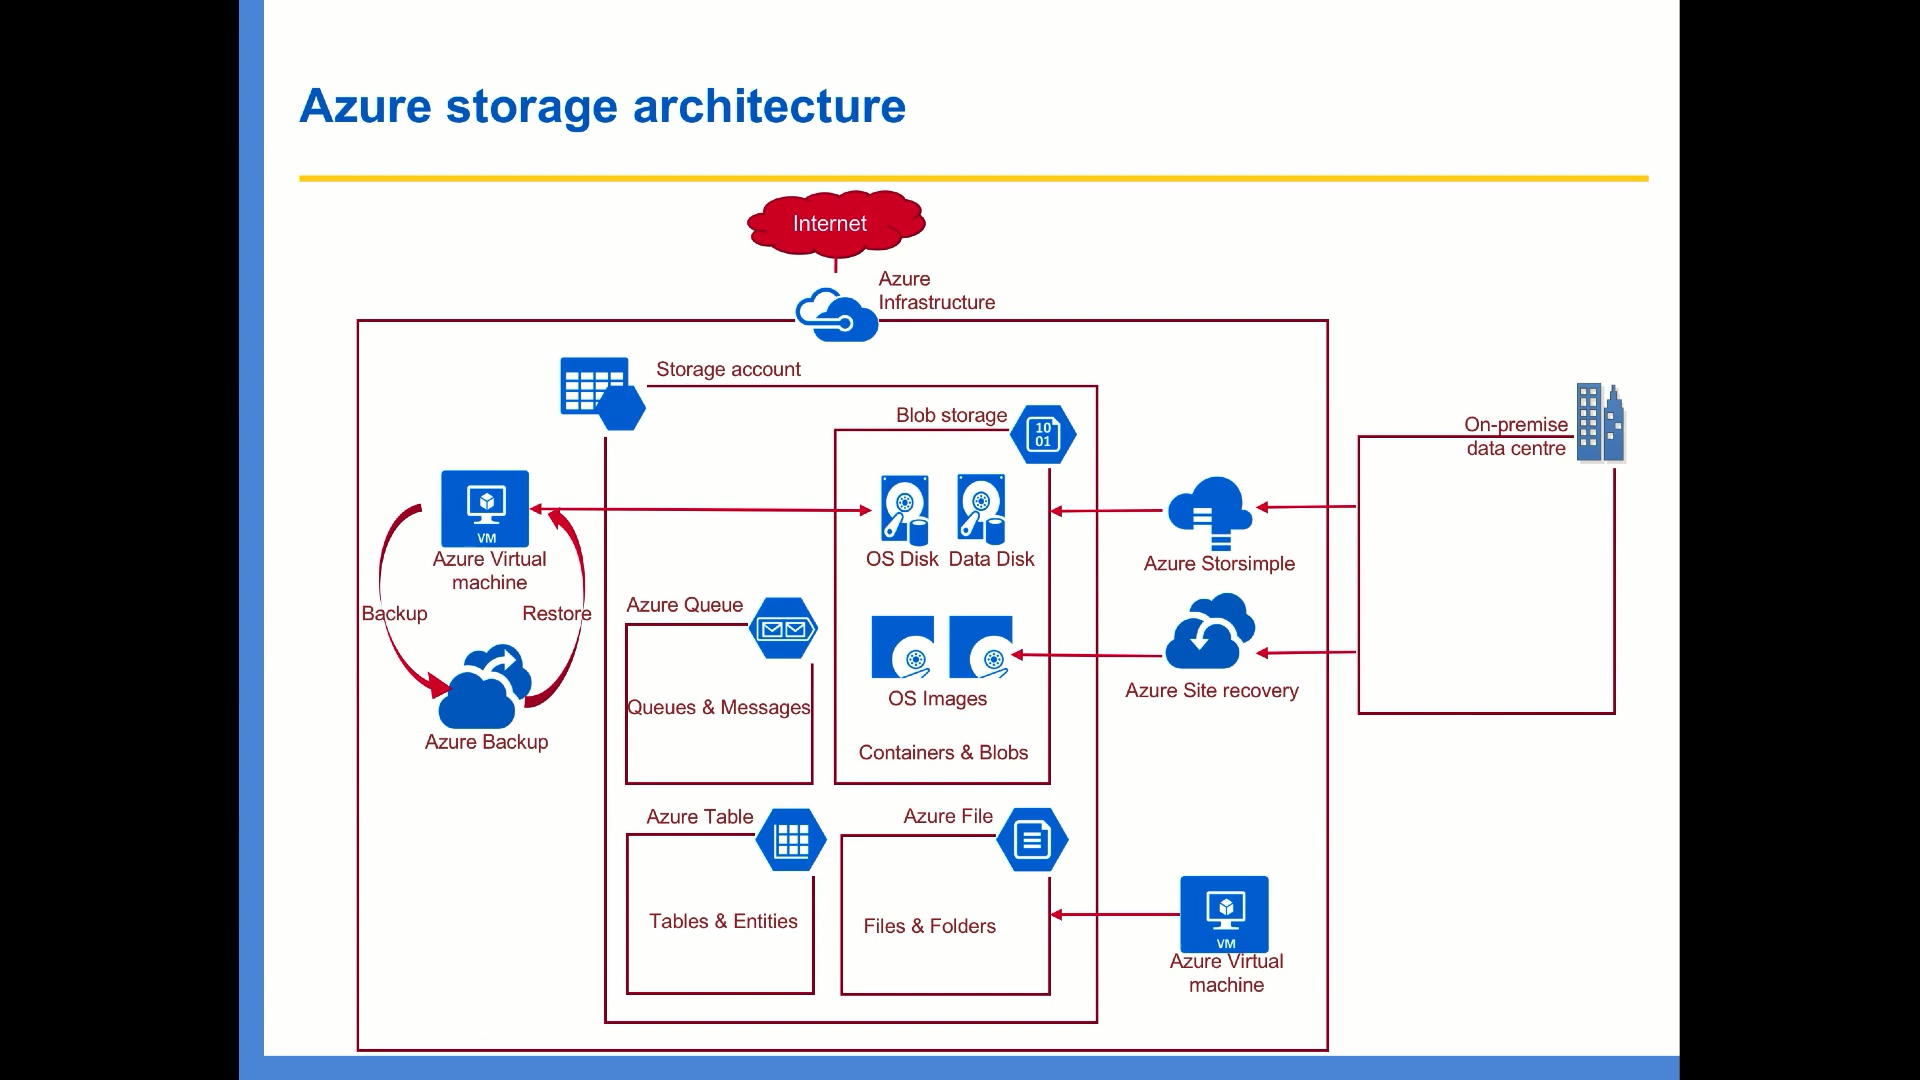 Azure storage architecture
Internet
Azure
Infrastructure
Storage account
Blob storage
10
01
On-premise
data centre
VM
Azure Virtual
machine
OS Disk
Data Disk
Azure Storsimple
Backup
Restore
Azure Queue
Queues & Messages
OS Images
Azure Site recovery
Azure Backup
Containers & Blobs
Azure Table
Azure File
Tables & Entities
Files & Folders
VM
Azure Virtual
machine